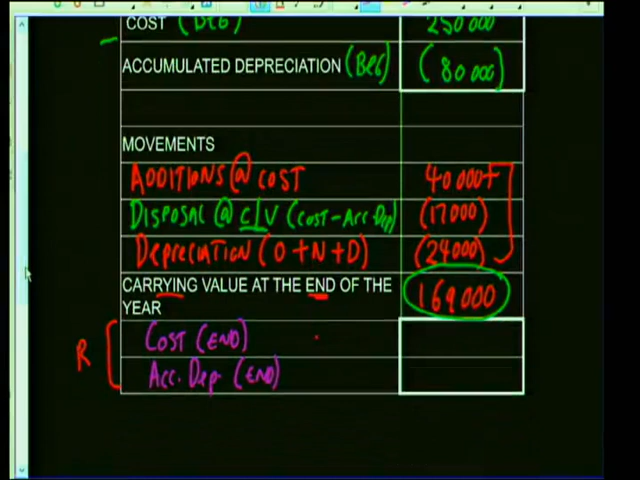 COST (BEG) 250 000
ACCUMULATED DEPRECIATION (BEG) (80 000)
MOVEMENTS
ADDITIONS @ COST 40 000+
DISPOSAL @ C/V (COST - ACC. DEP) (17 000)
DEPRECIATION (O + N + D) (24 000)
CARRYING VALUE AT THE END OF THE
YEAR 169 000
R COST (END)
ACC. DEP. (END)